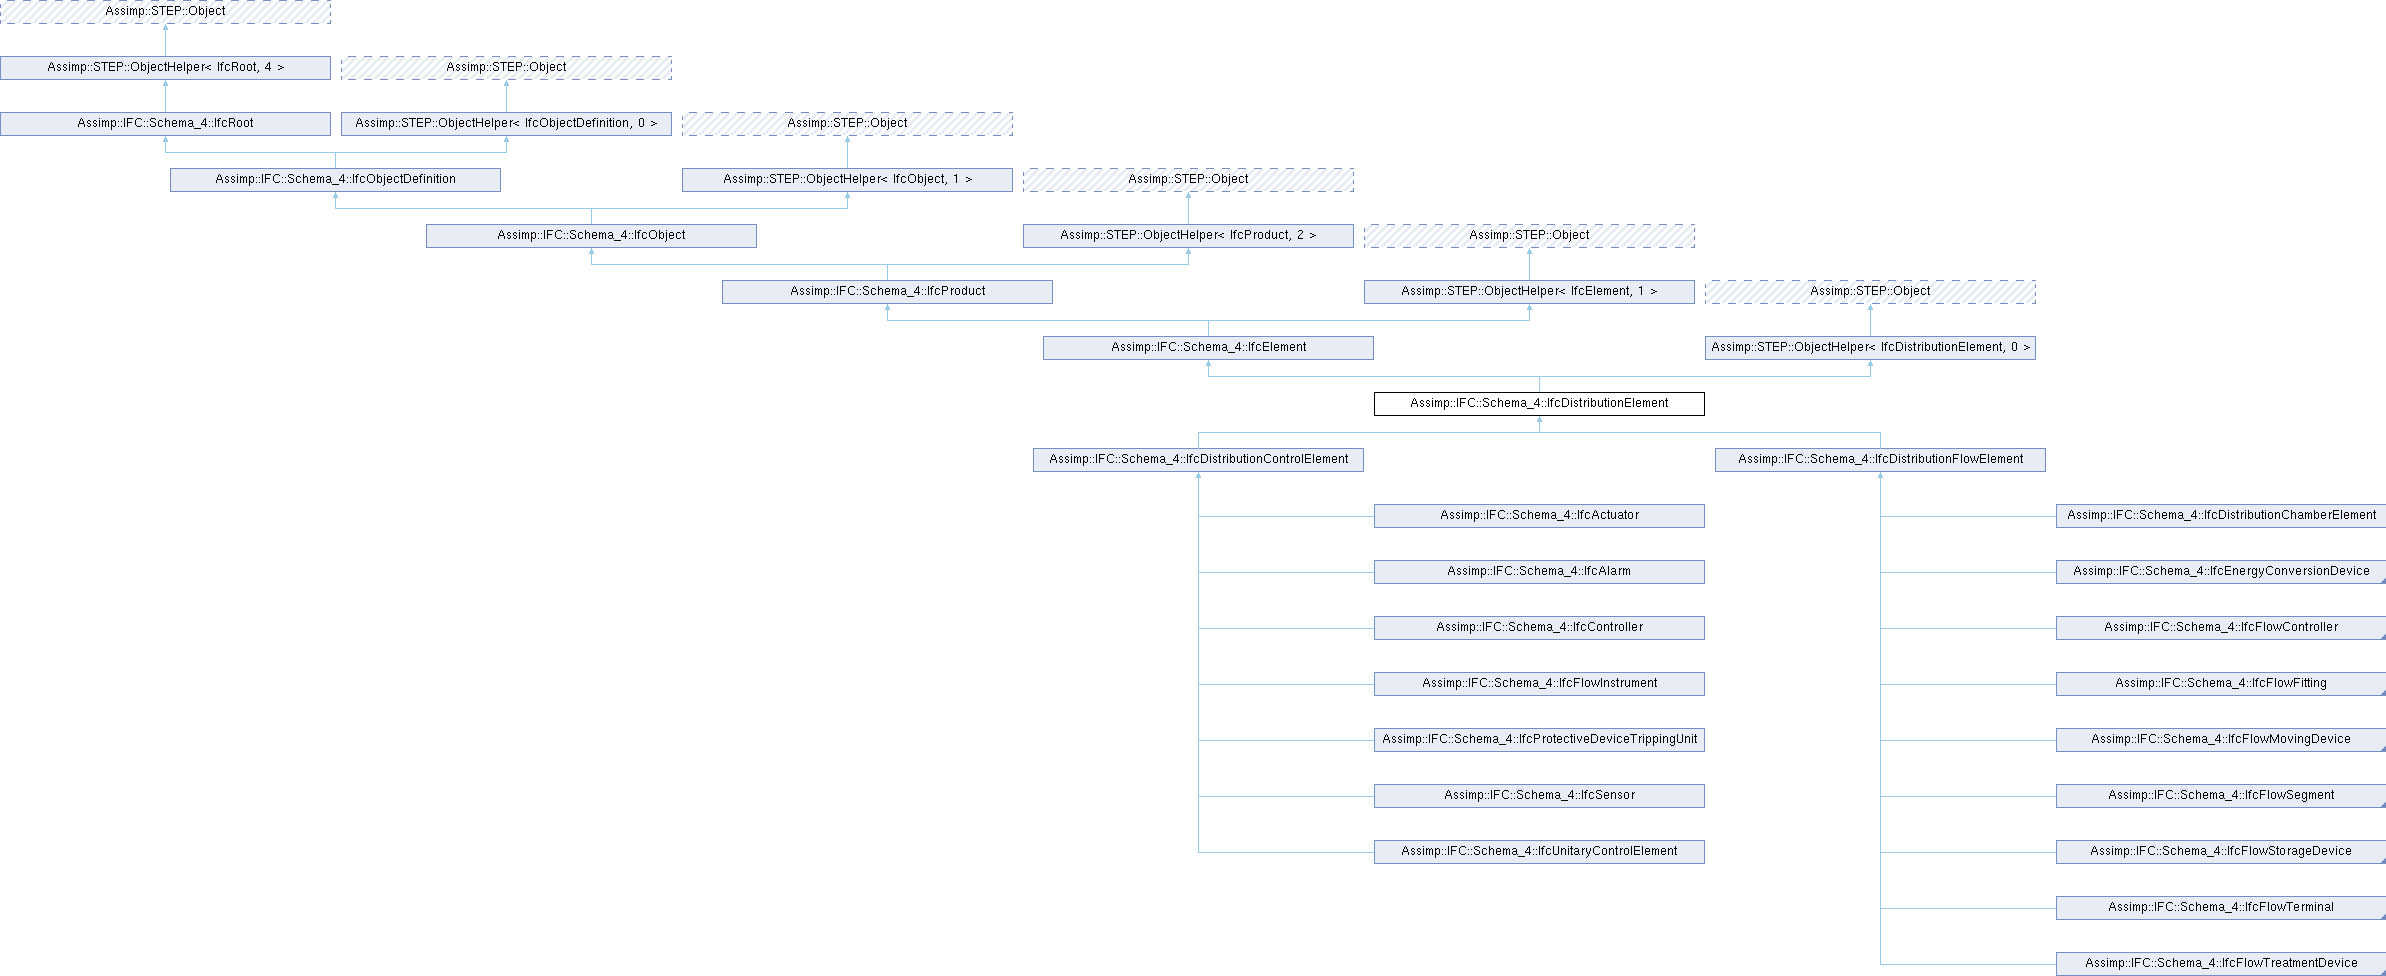 Assimp::STEP::Object
Assimp::STEP::ObjectHelper< IfcRoot, 4 >
Assimp::STEP::Object
Assimp::IFC::Schema_4::IfcRoot
Assimp::STEP::ObjectHelper< IfcObjectDefinition, 0 >
Assimp::STEP::Object
Assimp::IFC::Schema_4::IfcObjectDefinition
Assimp::STEP::ObjectHelper< IfcObject, 1 >
Assimp::STEP::Object
Assimp::IFC::Schema_4::IfcObject
Assimp::STEP::ObjectHelper< IfcProduct, 2 >
Assimp::STEP::Object
Assimp::IFC::Schema_4::IfcProduct
Assimp::STEP::ObjectHelper< IfcElement, 1 >
Assimp::STEP::Object
Assimp::IFC::Schema_4::IfcElement
Assimp::STEP::ObjectHelper< IfcDistributionElement, 0 >
Assimp::IFC::Schema_4::IfcDistributionElement
Assimp::IFC::Schema_4::IfcDistributionControlElement
Assimp::IFC::Schema_4::IfcDistributionFlowElement
Assimp::IFC::Schema_4::IfcActuator
Assimp::IFC::Schema_4::IfcDistributionChamberElement
Assimp::IFC::Schema_4::IfcAlarm
Assimp::IFC::Schema_4::IfcEnergyConversionDevice
Assimp::IFC::Schema_4::IfcController
Assimp::IFC::Schema_4::IfcFlowController
Assimp::IFC::Schema_4::IfcFlowInstrument
Assimp::IFC::Schema_4::IfcFlowFitting
Assimp::IFC::Schema_4::IfcProtectiveDeviceTrippingUnit
Assimp::IFC::Schema_4::IfcFlowMovingDevice
Assimp::IFC::Schema_4::IfcSensor
Assimp::IFC::Schema_4::IfcFlowSegment
Assimp::IFC::Schema_4::IfcUnitaryControlElement
Assimp::IFC::Schema_4::IfcFlowStorageDevice
Assimp::IFC::Schema_4::IfcFlowTerminal
Assimp::IFC::Schema_4::IfcFlowTreatmentDevice